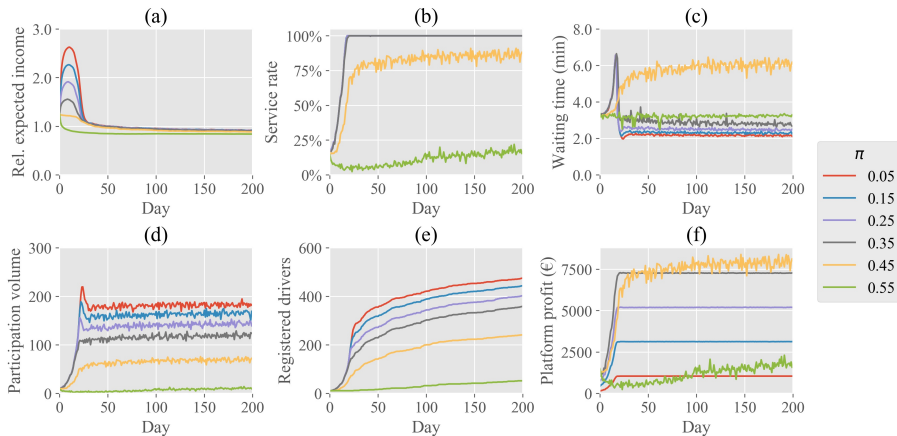 (a)
(b)
(c)
Rel. expected income
3.0
2.0
1.0
0.0
0 50 100 150 200
Day
Service rate
100%
75%
50%
25%
0%
0 50 100 150 200
Day
Waiting time (min)
8.0
6.0
4.0
2.0
0.0
0 50 100 150 200
Day
(d)
(e)
(f)
Participation volume
300
200
100
0
0 50 100 150 200
Day
Registered drivers
600
400
200
0
0 50 100 150 200
Day
Platform profit (€)
7500
5000
2500
0
0 50 100 150 200
Day
π
0.05
0.15
0.25
0.35
0.45
0.55